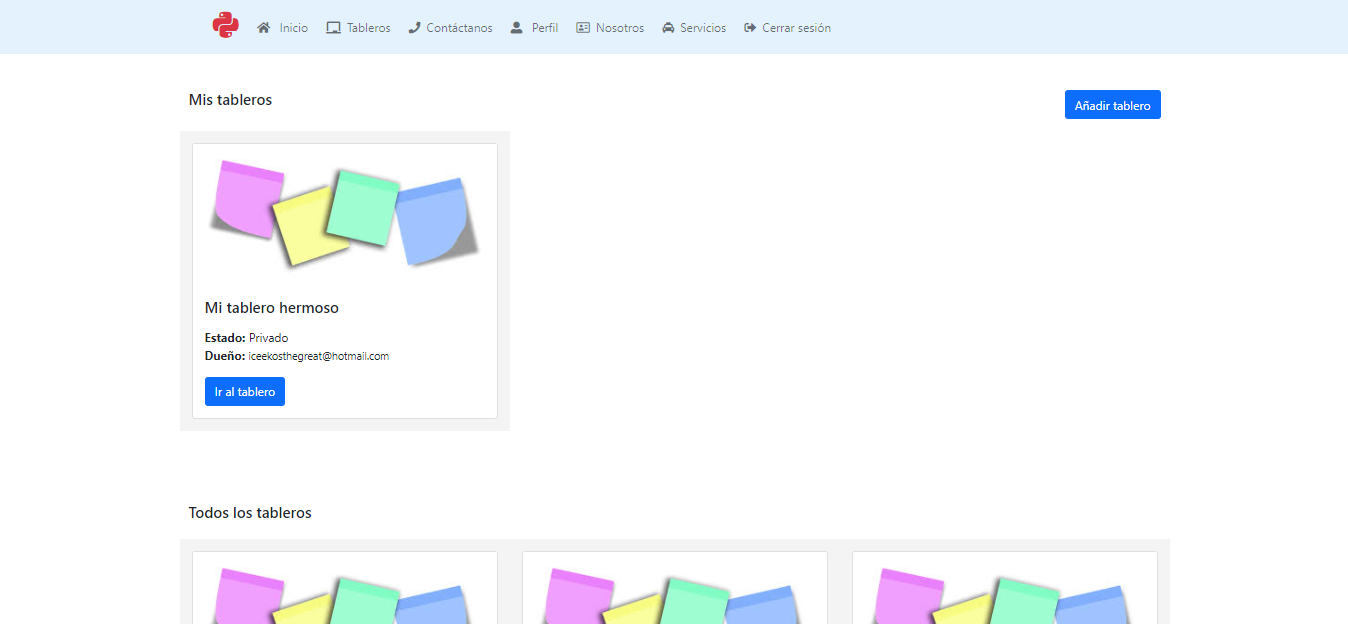 Inicio Tableros Contáctanos Perfil Nosotros Servicios Cerrar sesión
Mis tableros
Añadir tablero
Mi tablero hermoso
Estado: Privado
Dueño: iceekosthegreat@hotmail.com
Ir al tablero
Todos los tableros